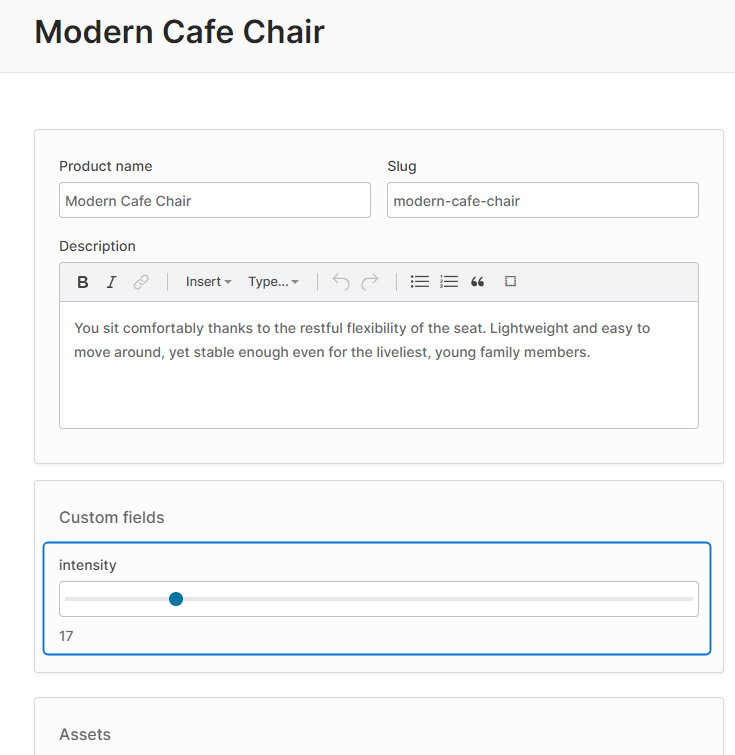 Modern Cafe Chair
Product name
Slug
Modern Cafe Chair
modern-cafe-chair
Description
B I Insert Type...
You sit comfortably thanks to the restful flexibility of the seat. Lightweight and easy to
move around, yet stable enough even for the liveliest, young family members.
Custom fields
intensity
17
Assets